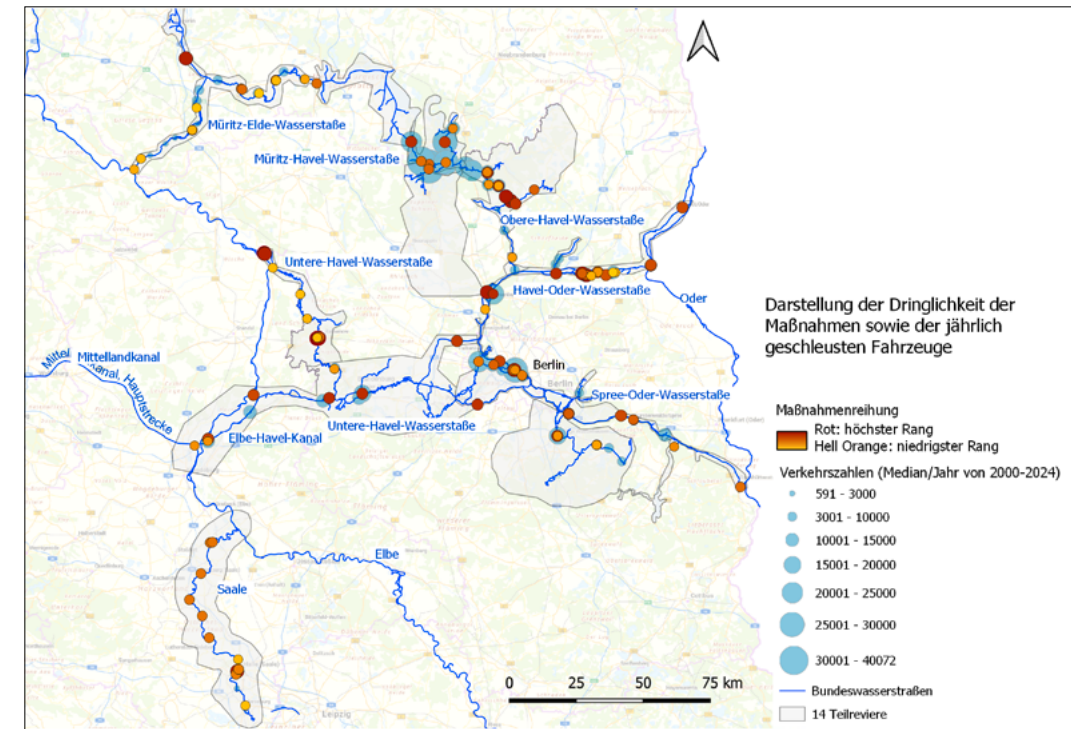 Müritz-Elde-Wasserstaße
Müritz-Havel-Wasserstaße
Obere-Havel-Wasserstaße
Untere-Havel-Wasserstaße
Havel-Oder-Wasserstaße
Oder
Mittel
Mittellandkanal
kanal, Hauptstrecke
Berlin
Berlin
Spree-Oder-Wasserstaße
Untere-Havel-Wasserstaße
Elbe-Havel-Kanal
Elbe
Saale
Leipzig
0 25 50 75 km
Darstellung der Dringlichkeit der
Maßnahmen sowie der jährlich
geschleusten Fahrzeuge
Maßnahmenreihung
Rot: höchster Rang
Hell Orange: niedrigster Rang
Verkehrszahlen (Median/Jahr von 2000-2024)
591 - 3000
3001 - 10000
10001 - 15000
15001 - 20000
20001 - 25000
25001 - 30000
30001 - 40072
Bundeswasserstraßen
14 Teilreviere